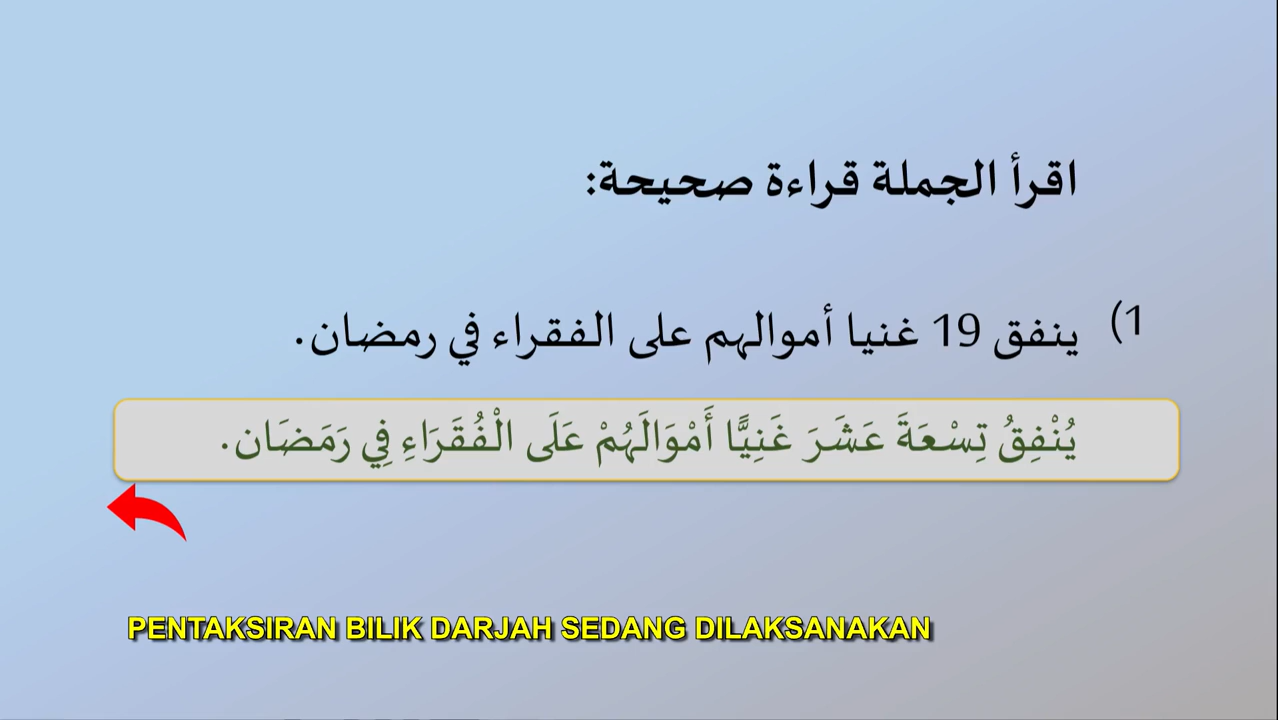 اقرأ الجملة قراءة صحيحة:
1) ينفق 19 غنيا أموالهم على الفقراء في رمضان.
يُنْفِقُ تِسْعَةَ عَشَرَ غَنِيًّا أَمْوَالَهُمْ عَلَى الْفُقَرَاءِ فِي رَمَضَان.
PENTAKSIRAN BILIK DARJAH SEDANG DILAKSANAKAN